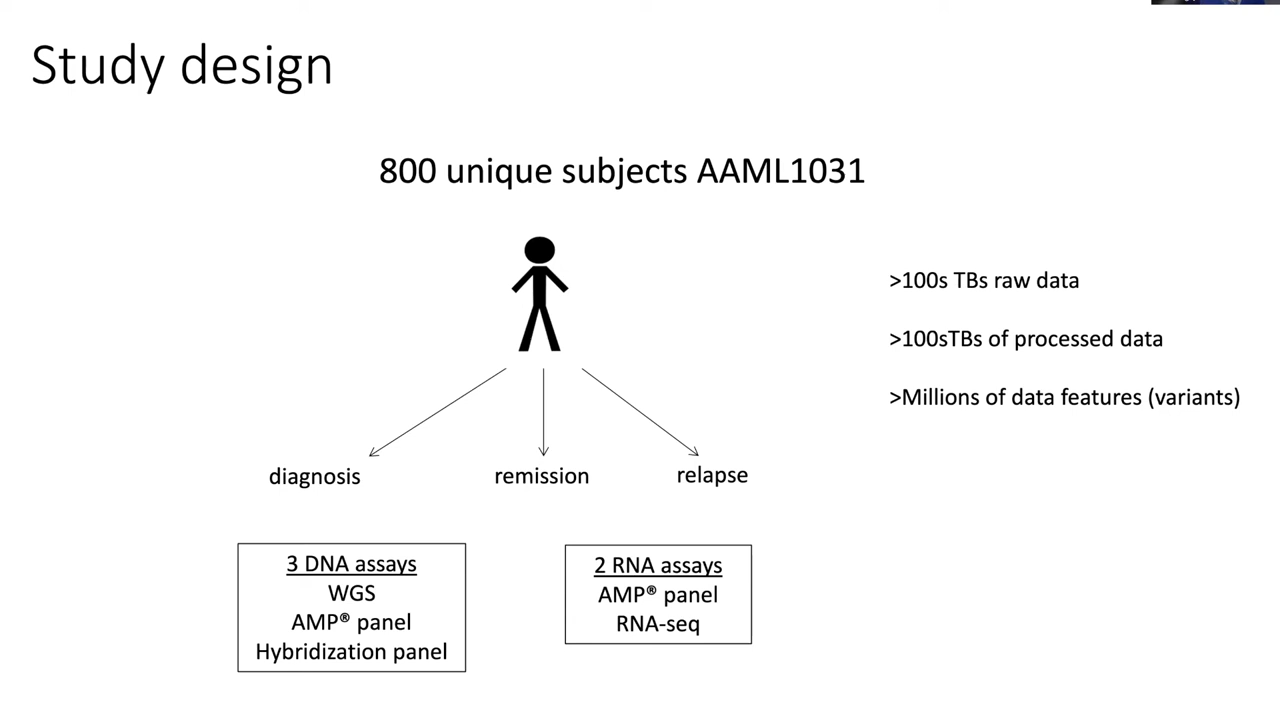 Study design
800 unique subjects AAML1031
>100s TBs raw data
>100sTBs of processed data
>Millions of data features (variants)
diagnosis
remission
relapse
3 DNA assays
WGS
AMP® panel
Hybridization panel
2 RNA assays
AMP® panel
RNA-seq